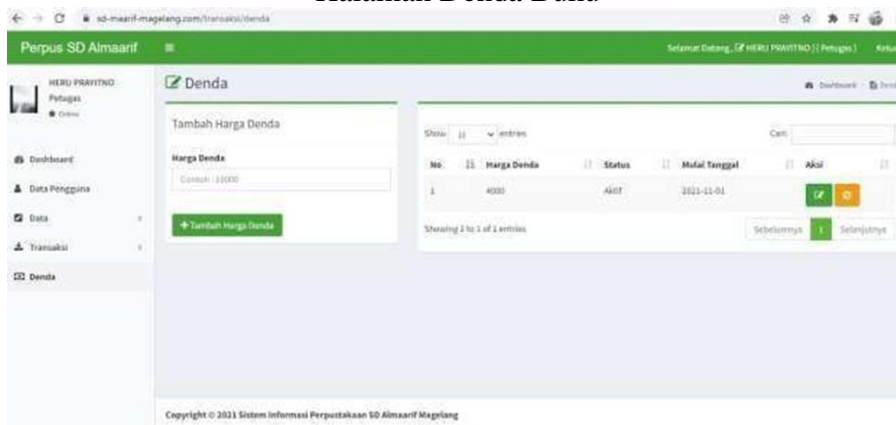 Halaman Denda Buku
sd-maarif-magelang.com/transaksi/denda
Perpus SD Almaarif
Selamat Datang, HERU PRAYITNO ( Petugas )
HERU PRAYITNO
Petugas
Online
Dashboard
Data Pengguna
Data
Transaksi
Denda
Denda
Dashboard
Tambah Harga Denda
Harga Denda
Contoh : 10000
+ Tambah Harga Denda
Show 10 entries
Cari:
No Harga Denda Status Mulai Tanggal Aksi
1 4000 Aktif 2021-11-01
Showing 1 to 1 of 1 entries
Sebelumnya 1 Selanjutnya
Copyright © 2021 Sistem Informasi Perpustakaan SD Almaarif Magelang